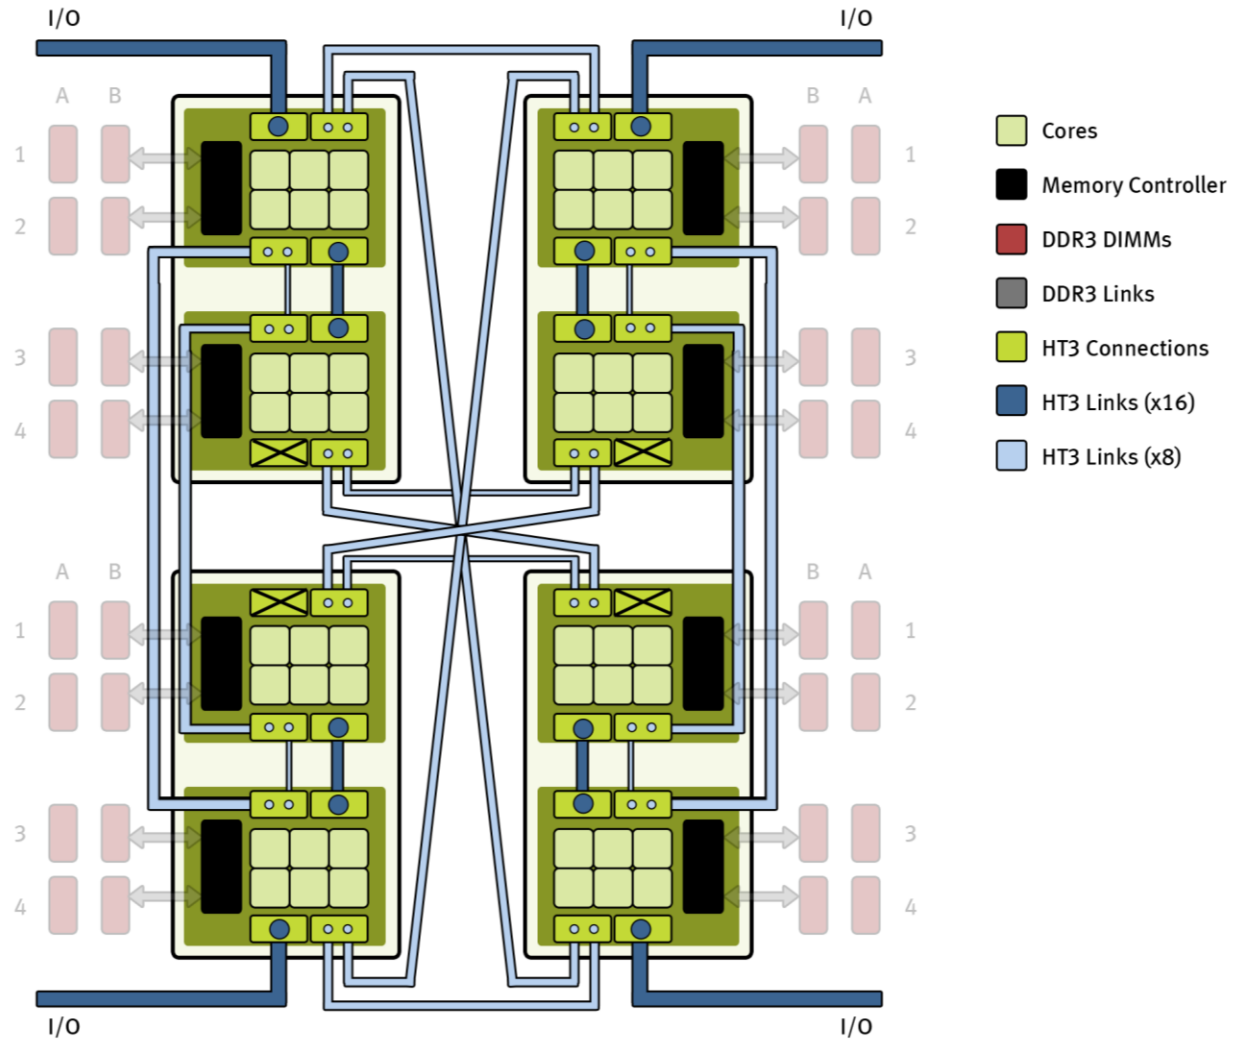 I/O I/O
A B B A
1 1
2 2
3 3
4 4
A B B A
1 1
2 2
3 3
4 4
I/O I/O
Cores
Memory Controller
DDR3 DIMMs
DDR3 Links
HT3 Connections
HT3 Links (x16)
HT3 Links (x8)